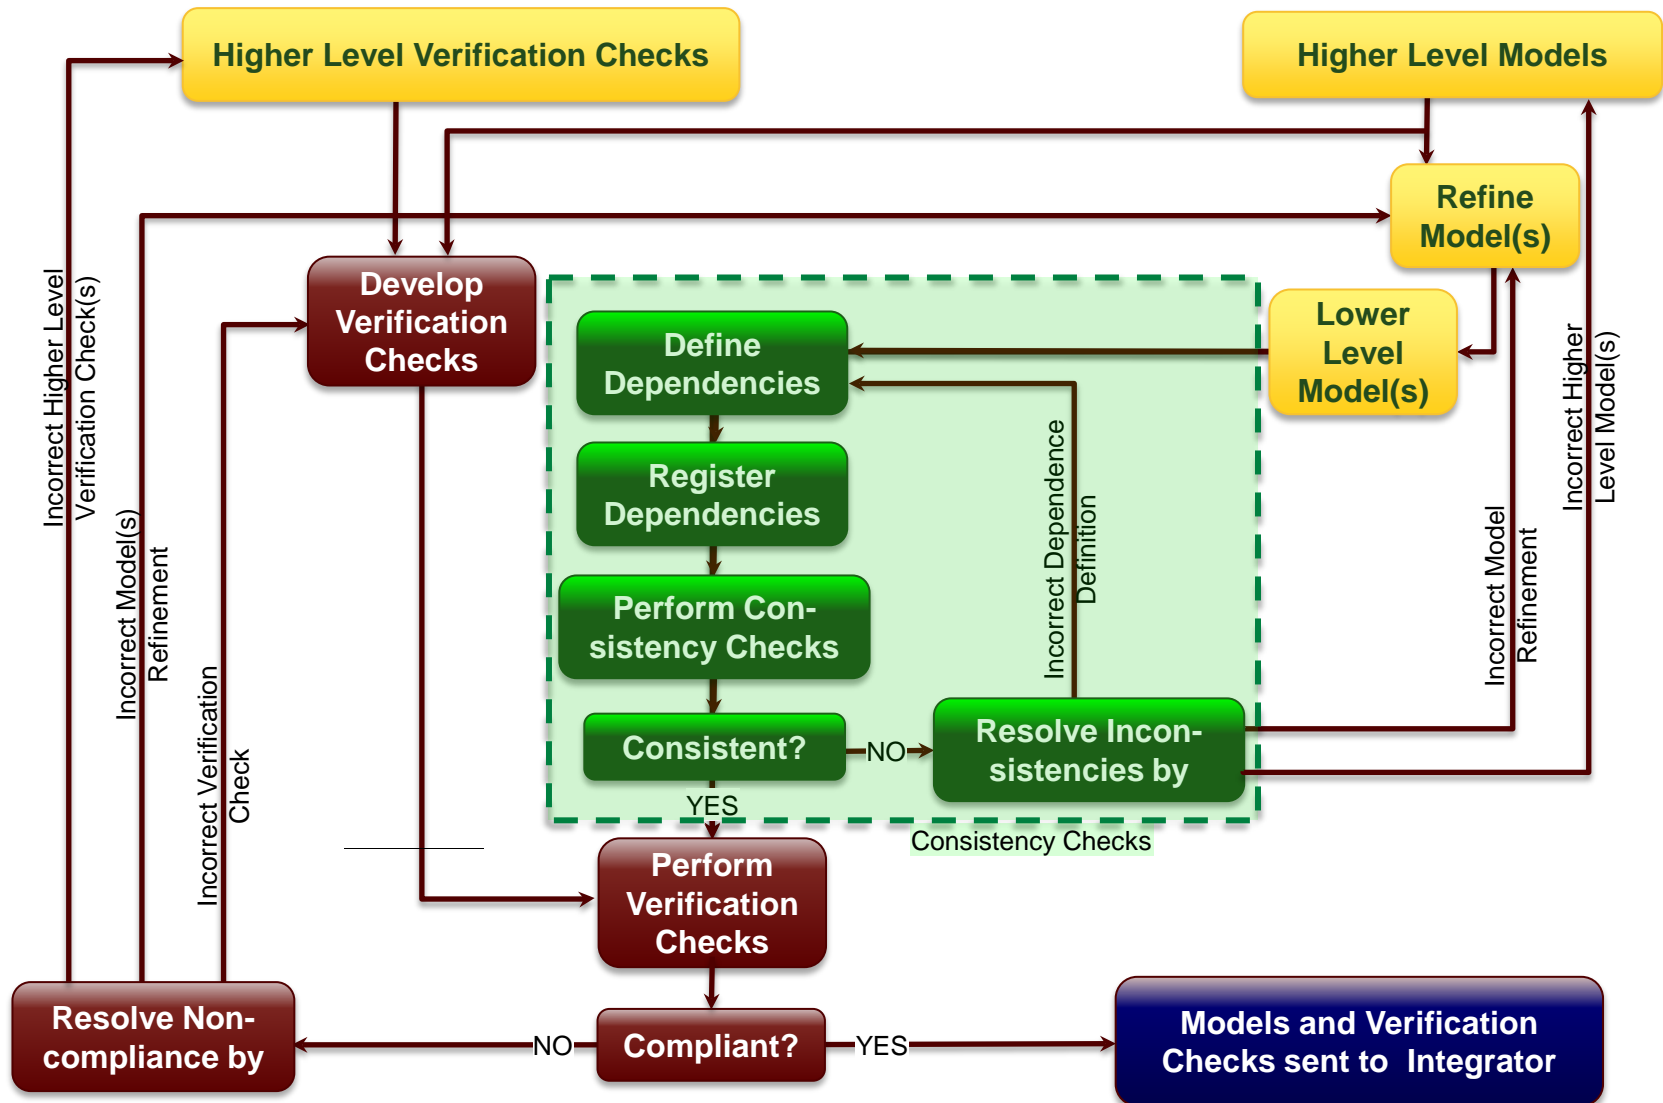 Higher Level Verification Checks
Higher Level Models
Refine
Model(s)
Develop
Verification
Checks
Lower
Level
Model(s)
Define
Dependencies
Register
Dependencies
Perform Con-
sistency Checks
Consistent?
NO
Resolve Incon-
sistencies by
YES
Consistency Checks
Incorrect Dependence
Definition
Incorrect Model
Refinement
Incorrect Higher
Level Model(s)
Incorrect Higher Level
Verification Check(s)
Incorrect Model(s)
Refinement
Incorrect Verification
Check
Perform
Verification
Checks
Resolve Non-
compliance by
NO
Compliant?
YES
Models and Verification
Checks sent to Integrator